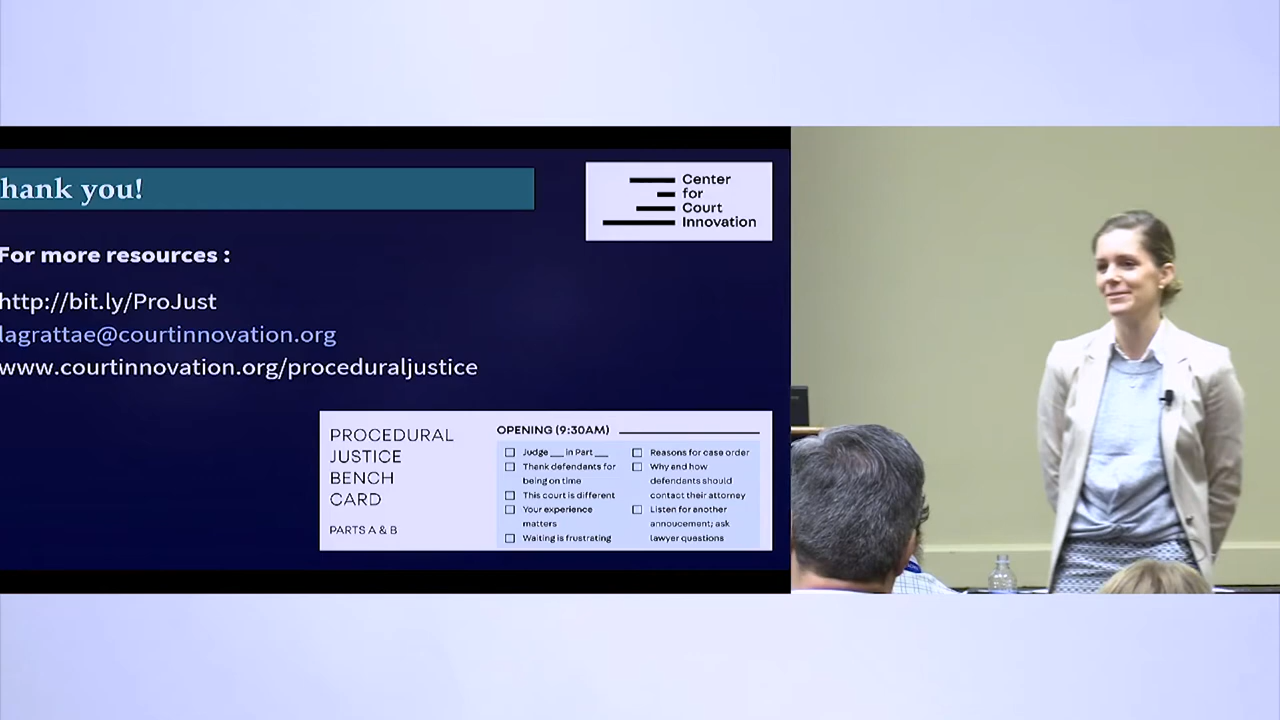 hank you!
Center
for
Court
Innovation
For more resources :
http://bit.ly/ProJust
lagrattae@courtinnovation.org
www.courtinnovation.org/proceduraljustice
PROCEDURAL
JUSTICE
BENCH
CARD
PARTS A & B
OPENING (9:30AM)
Judge ___ in Part ___
Thank defendants for
being on time
This court is different
Your experience
matters
Waiting is frustrating
Reasons for case order
Why and how
defendants should
contact their attorney
Listen for another
annoucement; ask
lawyer questions